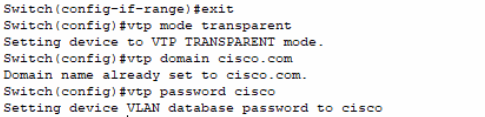 Switch(config-if-range)#exit
Switch(config)#vtp mode transparent
Setting device to VTP TRANSPARENT mode.
Switch(config)#vtp domain cisco.com
Domain name already set to cisco.com.
Switch(config)#vtp password cisco
Setting device VLAN database password to cisco